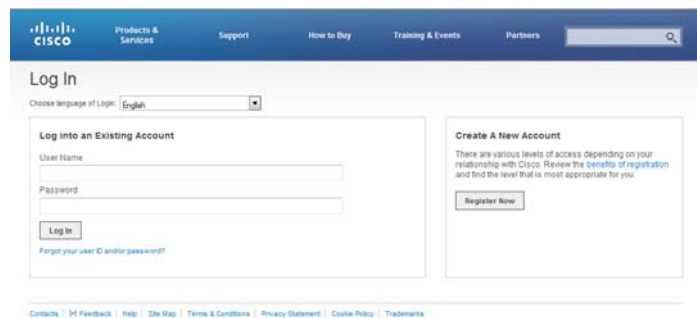 CISCO
Products & Services
Support
How to Buy
Training & Events
Partners
Log In
Choose language of Login: English
Log into an Existing Account
User Name
Password
Log In
Forgot your user ID and/or password?
Create A New Account
There are various levels of access depending on your
relationship with Cisco. Review the benefits of registration
and find the level that is most appropriate for you.
Register Now
Contacts | [+] Feedback | Help | Site Map | Terms & Conditions | Privacy Statement | Cookie Policy | Trademarks